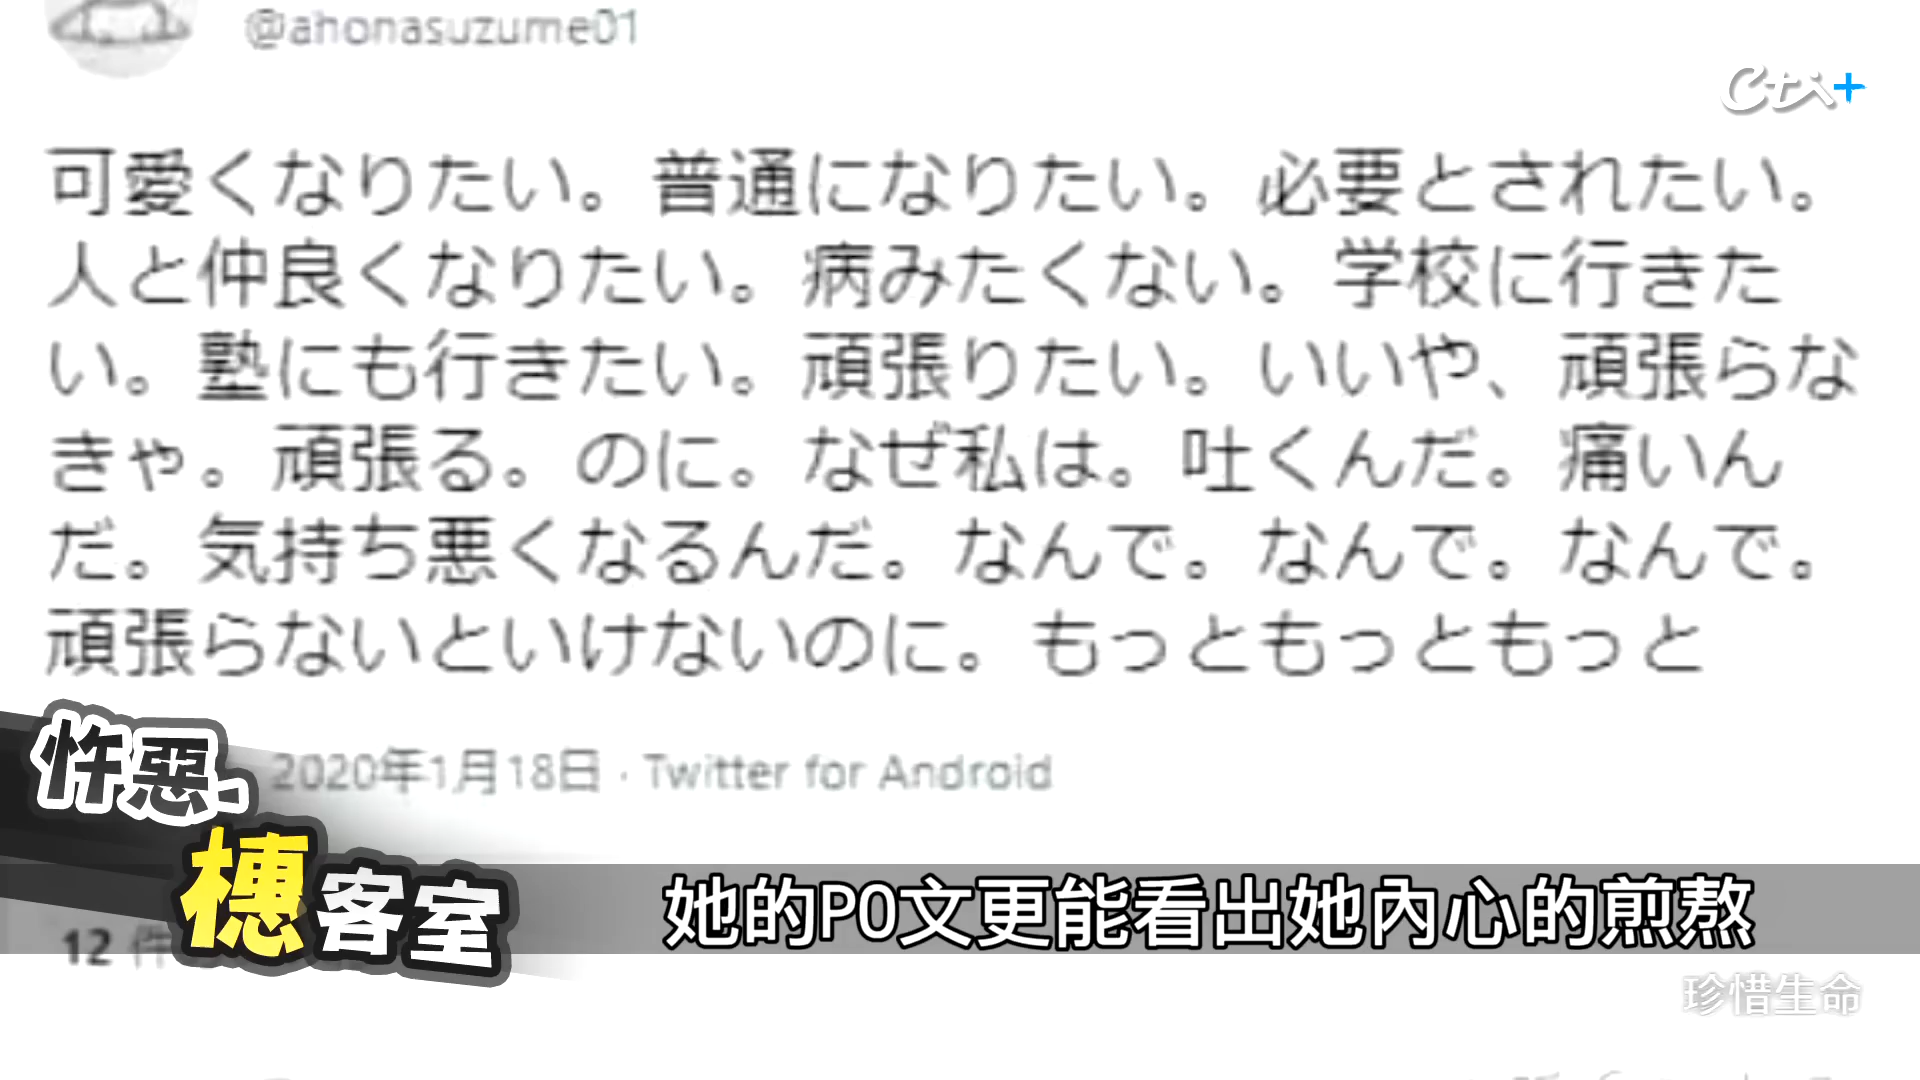 @ahonasuzume01
Cti+
可愛くなりたい。普通になりたい。必要とされたい。
人と仲良くなりたい。病みたくない。学校に行きた
い。塾にも行きたい。頑張りたい。いいや、頑張らな
きゃ。頑張る。のに。なぜ私は。吐くんだ。痛いん
だ。気持ち悪くなるんだ。なんで。なんで。なんで。
頑張らないといけないのに。もっともっともっと
2020年1月18日 · Twitter for Android
忤惡-
橞客室
她的PO文更能看出她內心的煎熬
12 件
珍惜生命